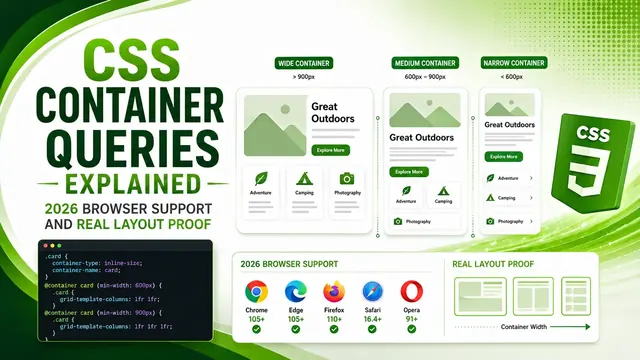 CSS
CONTAINER
QUERIES
EXPLAINED
2026 BROWSER SUPPORT
AND REAL LAYOUT PROOF
.card {
container-type: inline-size;
container-name: card;
}
@container card (min-width: 600px) {
.card {
grid-template-columns: 1fr 1fr;
}
@container card (min-width: 900px) {
.card {
grid-template-columns: 1fr 1fr 1fr;
}
WIDE CONTAINER
> 900px
Great
Outdoors
Explore More
Adventure
Camping
Photography
MEDIUM CONTAINER
600px – 900px
Great Outdoors
Explore More
Adventure
Camping
Photography
NARROW CONTAINER
< 600px
Great Outdoors
Explore More
Adventure
Camping
Photography
CSS
3
2026 BROWSER SUPPORT
Chrome
105+
Edge
105+
Firefox
110+
Safari
16.4+
Opera
91+
REAL LAYOUT PROOF
Container Width